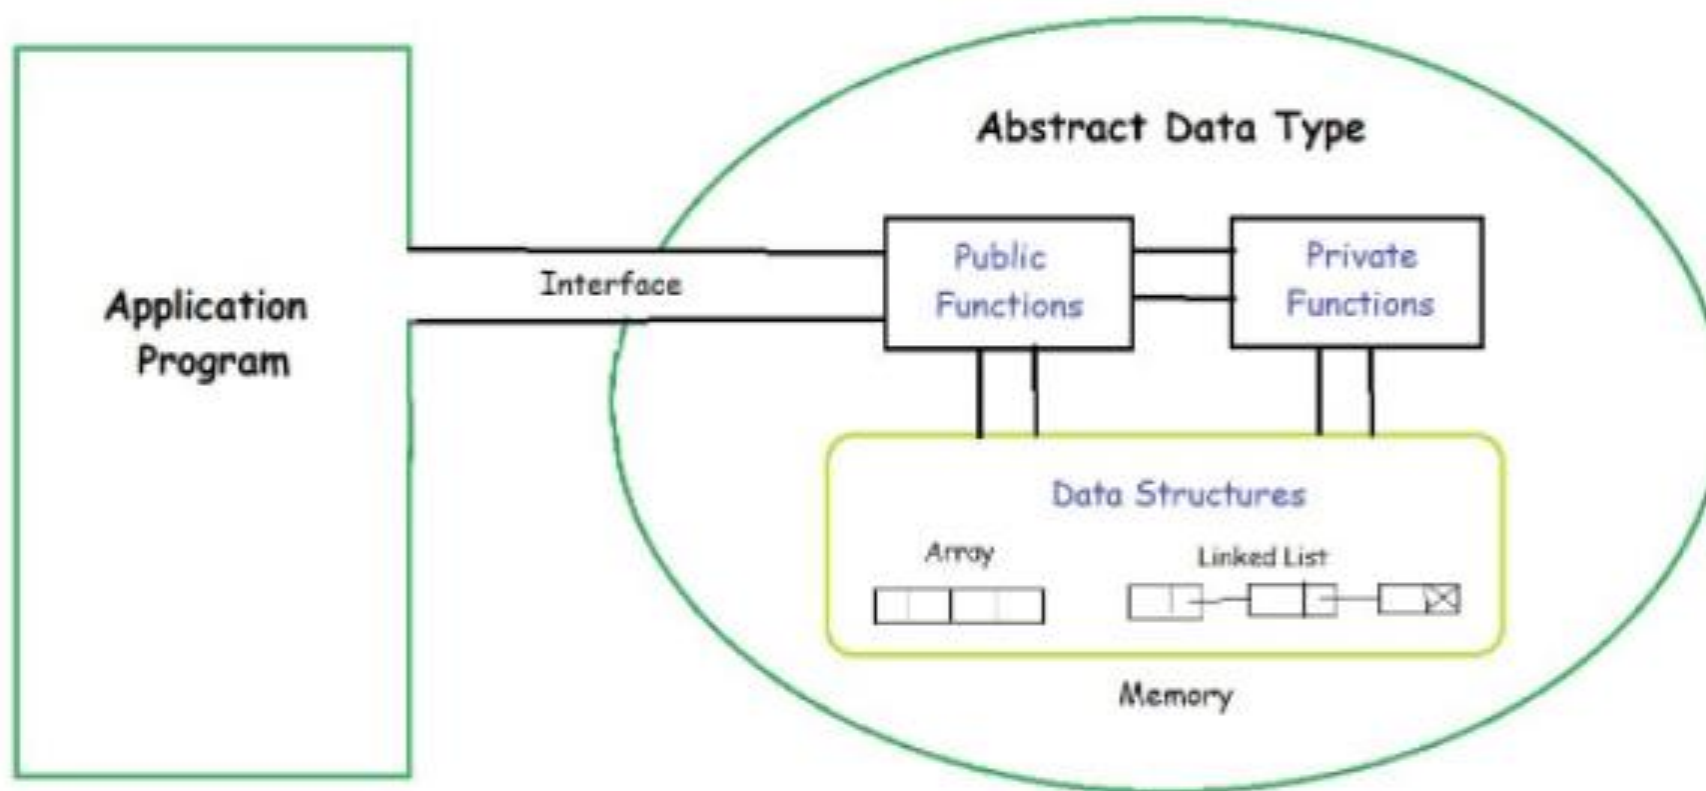 Abstract Data Type
Application
Program
Interface
Public
Functions
Private
Functions
Data Structures
Array
Linked List
Memory